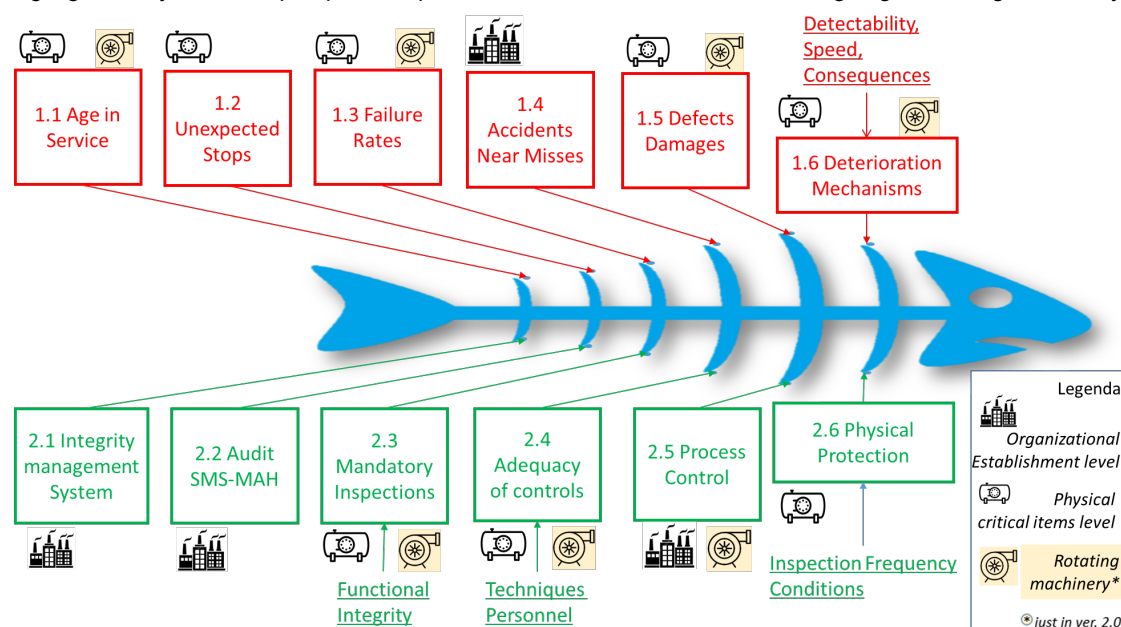 Detectability,
Speed,
Consequences
1.1 Age in
Service
1.2
Unexpected
Stops
1.3 Failure
Rates
1.4
Accidents
Near Misses
1.5 Defects
Damages
1.6 Deterioration
Mechanisms
2.1 Integrity
management
System
2.2 Audit
SMS-MAH
2.3
Mandatory
Inspections
2.4
Adequacy
of controls
2.5 Process
Control
2.6 Physical
Protection
Functional
Integrity
Techniques
Personnel
Inspection Frequency
Conditions
Legenda
Organizational
Establishment level
Physical
critical items level
Rotating
machinery*
just in ver. 2.0